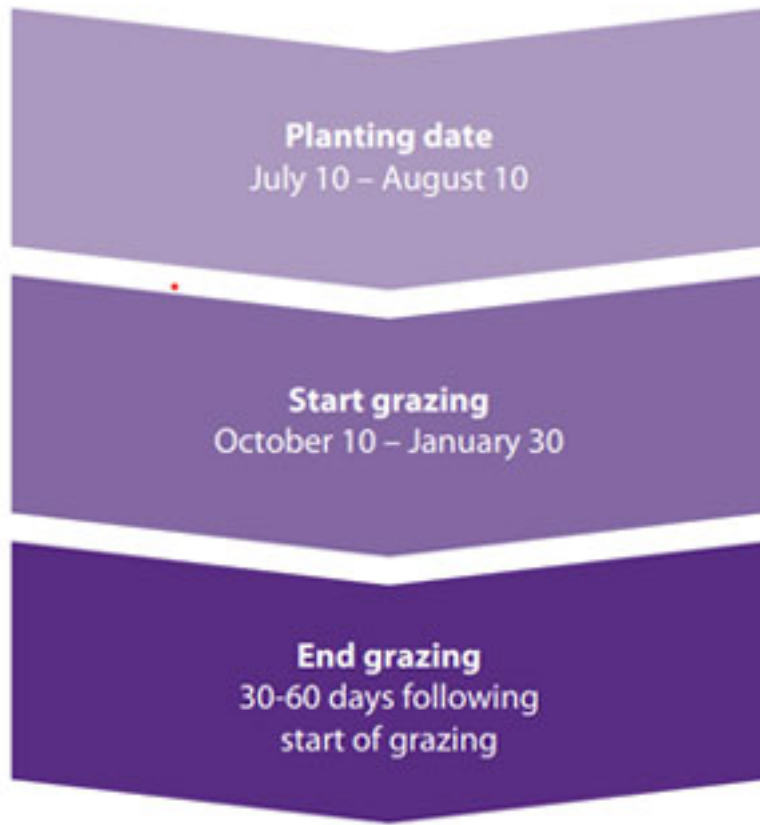 Planting date
July 10 – August 10
Start grazing
October 10 – January 30
End grazing
30-60 days following
start of grazing